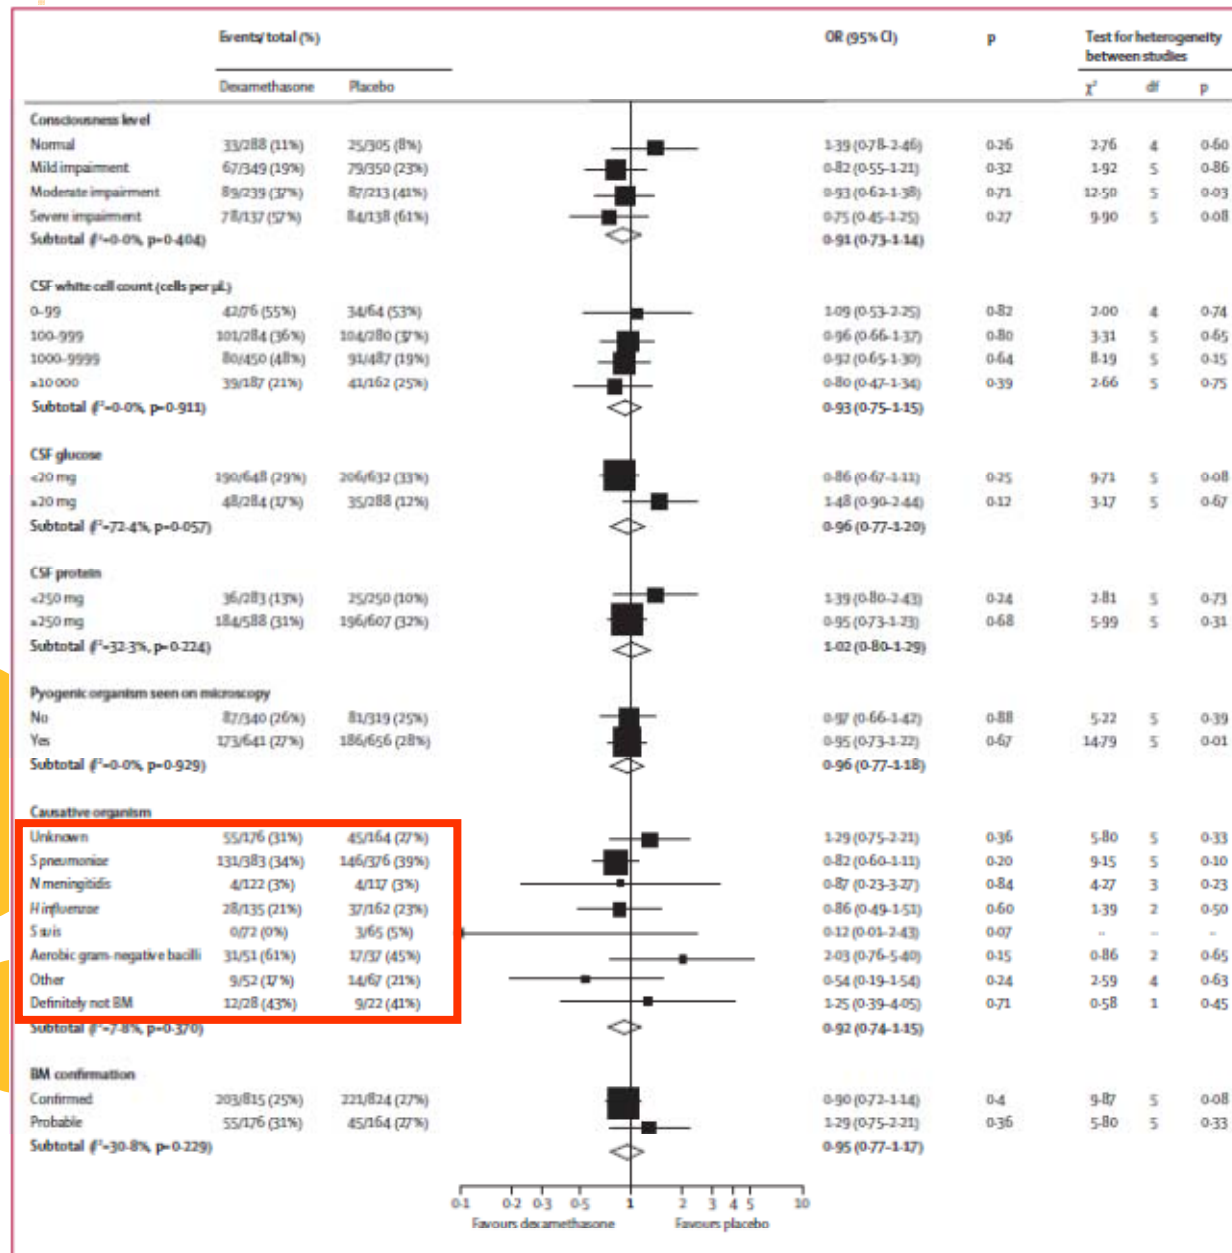 Events/total (%) OR (95% CI) p Test for heterogeneity between studies
Dexamethasone Placebo χ² df p
Consciousness level
Normal 33/288 (11%) 25/305 (8%) 1·39 (0·78–2·46) 0·26 2·76 4 0·60
Mild impairment 67/349 (19%) 79/350 (23%) 0·82 (0·55–1·21) 0·32 1·92 5 0·86
Moderate impairment 89/239 (37%) 87/213 (41%) 0·93 (0·62–1·38) 0·71 12·50 5 0·03
Severe impairment 78/137 (57%) 84/138 (61%) 0·75 (0·45–1·25) 0·27 9·90 5 0·08
Subtotal (I²=0·0%, p=0·404) 0·91 (0·73–1·14)
CSF white cell count (cells per μL)
0–99 42/76 (55%) 34/64 (53%) 1·09 (0·53–2·25) 0·82 2·00 4 0·74
100–999 101/284 (36%) 104/280 (37%) 0·96 (0·66–1·37) 0·80 3·31 5 0·65
1000–9999 80/450 (48%) 91/487 (19%) 0·92 (0·65–1·30) 0·64 8·19 5 0·15
≥10 000 39/187 (21%) 41/162 (25%) 0·80 (0·47–1·34) 0·39 2·66 5 0·75
Subtotal (I²=0·0%, p=0·911) 0·93 (0·75–1·15)
CSF glucose
<20 mg 190/648 (29%) 206/632 (33%) 0·86 (0·67–1·11) 0·25 9·71 5 0·08
≥20 mg 48/284 (17%) 35/288 (12%) 1·48 (0·90–2·44) 0·12 3·17 5 0·67
Subtotal (I²=72·4%, p=0·057) 0·96 (0·77–1·20)
CSF protein
<250 mg 36/283 (13%) 25/250 (10%) 1·39 (0·80–2·43) 0·24 2·81 5 0·73
≥250 mg 184/588 (31%) 196/607 (32%) 0·95 (0·73–1·23) 0·68 5·99 5 0·31
Subtotal (I²=32·3%, p=0·224) 1·02 (0·80–1·29)
Pyogenic organism seen on microscopy
No 87/340 (26%) 81/319 (25%) 0·97 (0·66–1·42) 0·88 5·22 5 0·39
Yes 173/641 (27%) 186/656 (28%) 0·95 (0·73–1·22) 0·67 14·79 5 0·01
Subtotal (I²=0·0%, p=0·929) 0·96 (0·77–1·18)
Causative organism
Unknown 55/176 (31%) 45/164 (27%) 1·29 (0·75–2·21) 0·36 5·80 5 0·33
S pneumoniae 131/383 (34%) 146/376 (39%) 0·82 (0·60–1·11) 0·20 9·15 5 0·10
N meningitidis 4/122 (3%) 4/117 (3%) 0·87 (0·23–3·27) 0·84 4·27 3 0·23
H influenzae 28/135 (21%) 37/162 (23%) 0·86 (0·49–1·51) 0·60 1·39 2 0·50
S suis 0/72 (0%) 3/65 (5%) 0·12 (0·01–2·43) 0·07 .. .. ..
Aerobic gram-negative bacilli 31/51 (61%) 17/37 (45%) 2·03 (0·76–5·40) 0·15 0·86 2 0·65
Other 9/52 (17%) 14/67 (21%) 0·54 (0·19–1·54) 0·24 2·59 4 0·63
Definitely not BM 12/28 (43%) 9/22 (41%) 1·25 (0·39–4·05) 0·71 0·58 1 0·45
Subtotal (I²=7·8%, p=0·370) 0·92 (0·74–1·15)
BM confirmation
Confirmed 203/815 (25%) 221/824 (27%) 0·90 (0·72–1·14) 0·4 9·87 5 0·08
Probable 55/176 (31%) 45/164 (27%) 1·29 (0·75–2·21) 0·36 5·80 5 0·33
Subtotal (I²=30·8%, p=0·229) 0·95 (0·77–1·17)
0·1 0·2 0·3 0·5 1 2 3 4 5 10
Favours dexamethasone Favours placebo